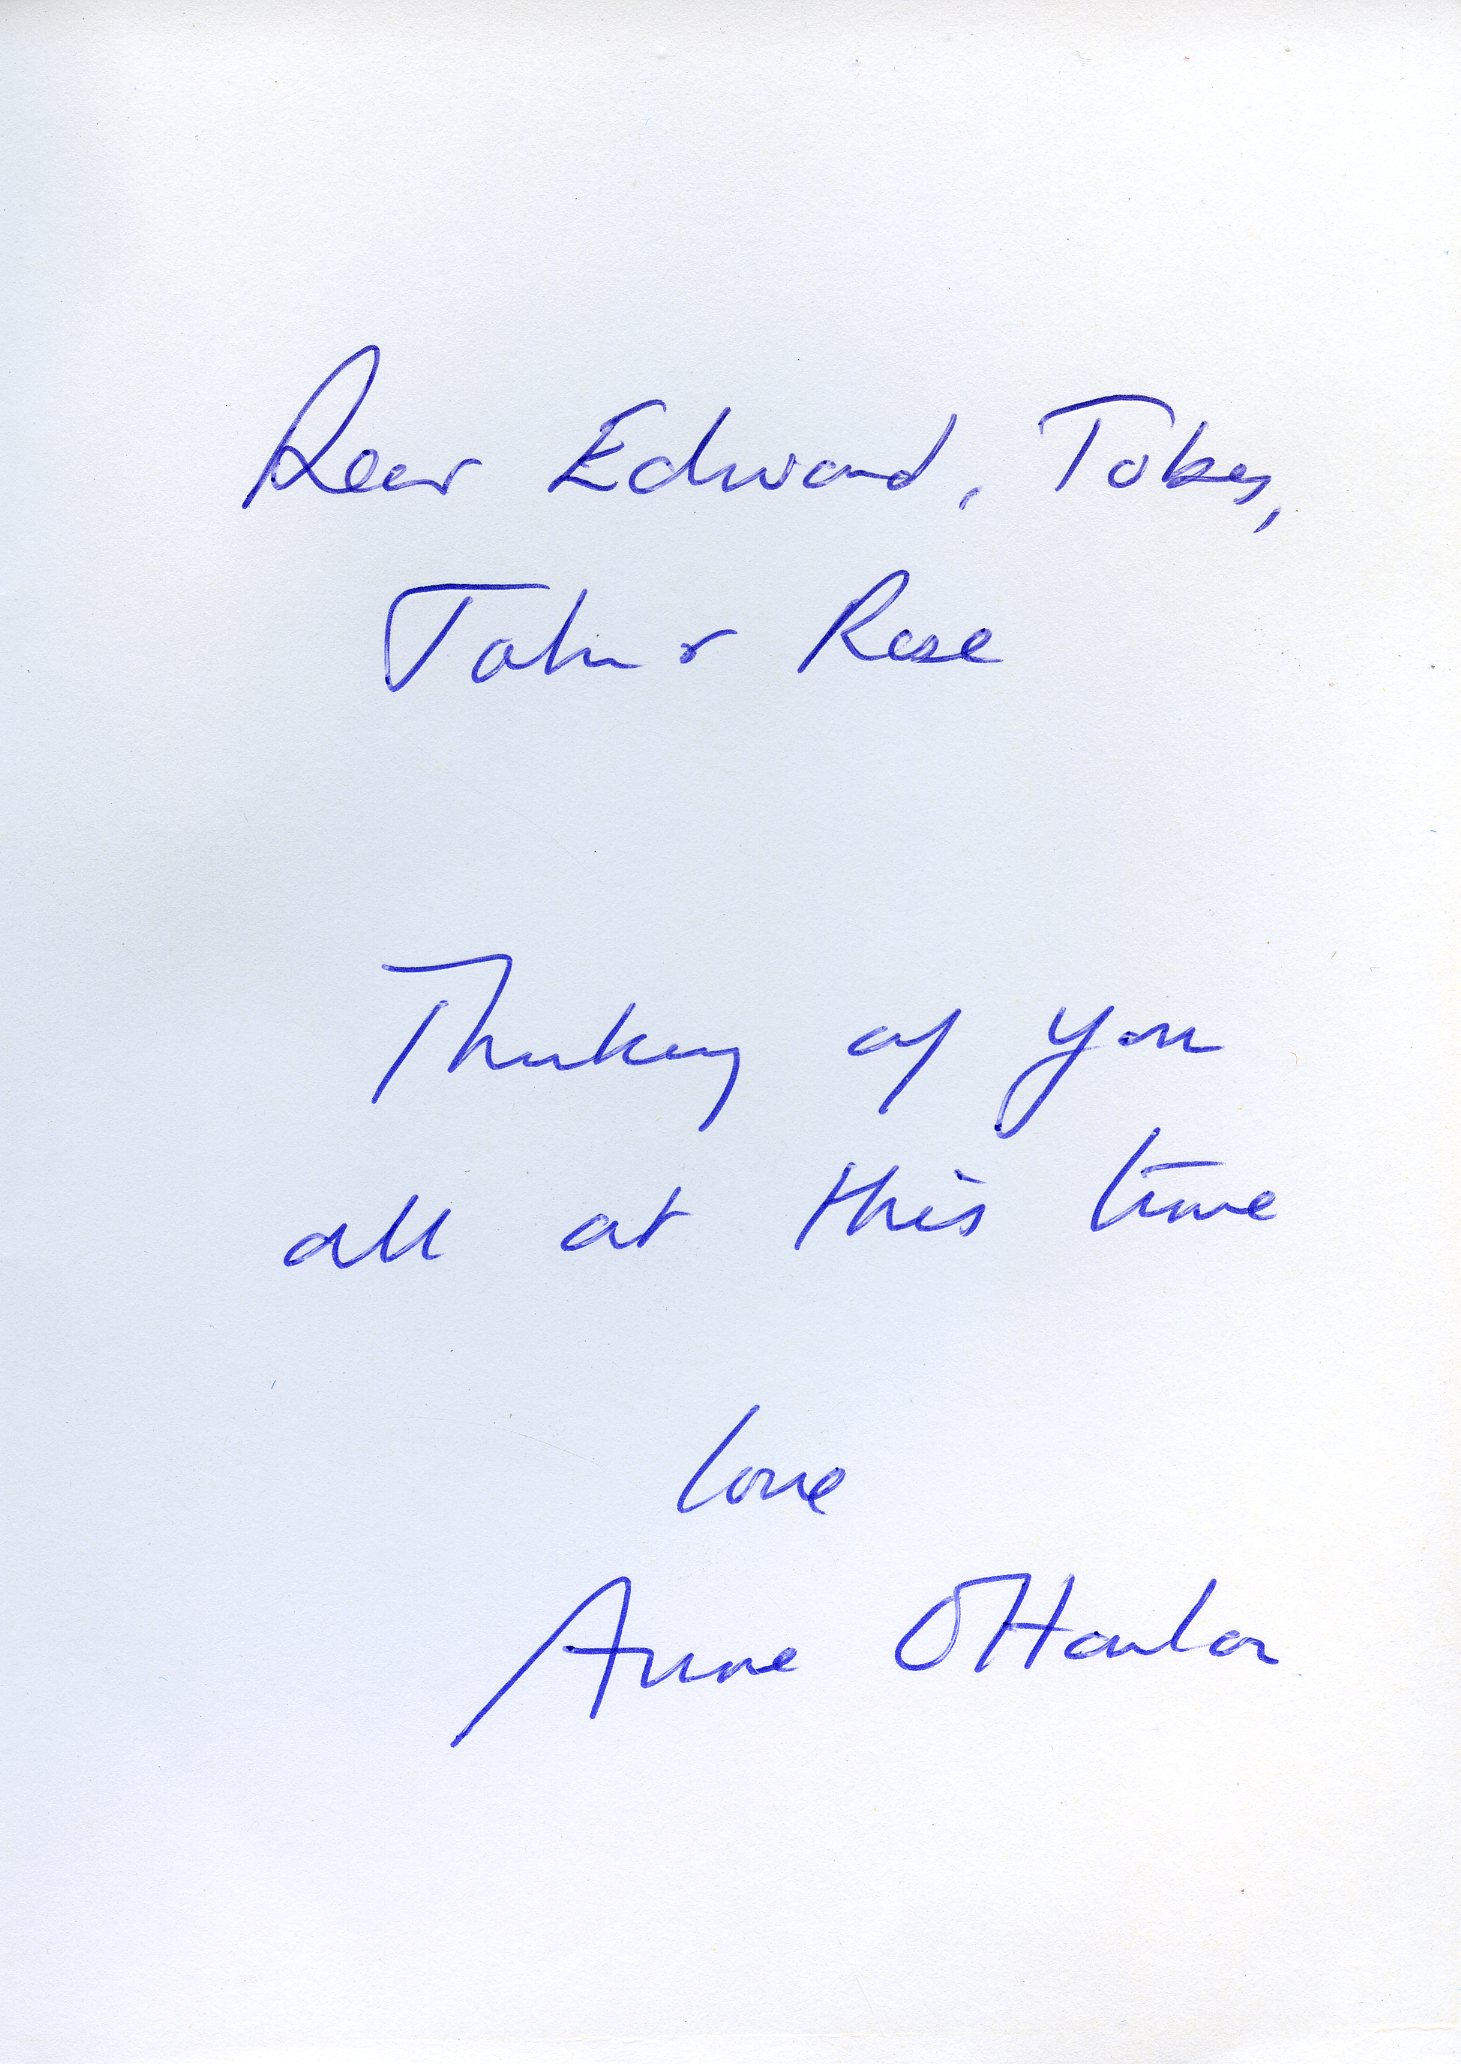 Dear Edward, Toby,
John & Rose
Thinking of you
all at this time
love
Anne O'Hanlon